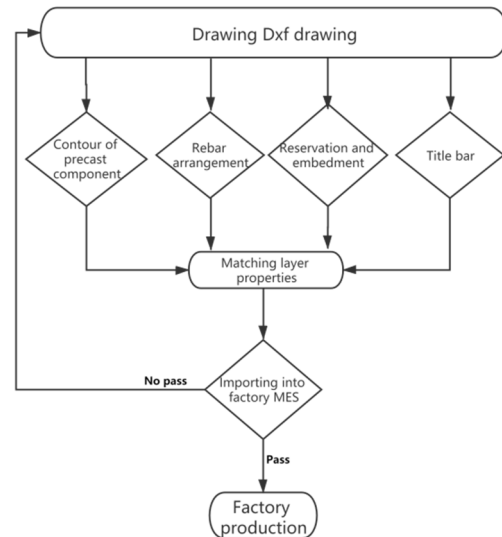 Drawing Dxf drawing
Contour of
precast
component
Rebar
arrangement
Reservation and
embedment
Title bar
Matching layer
properties
No pass
Importing into
factory MES
Pass
Factory
production